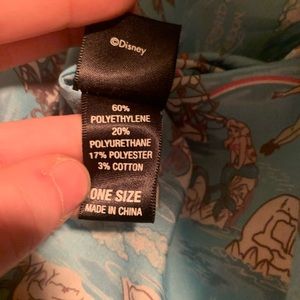 ©Disney
60%
POLYETHYLENE
20%
POLYURETHANE
17% POLYESTER
3% COTTON
ONE SIZE
MADE IN CHINA